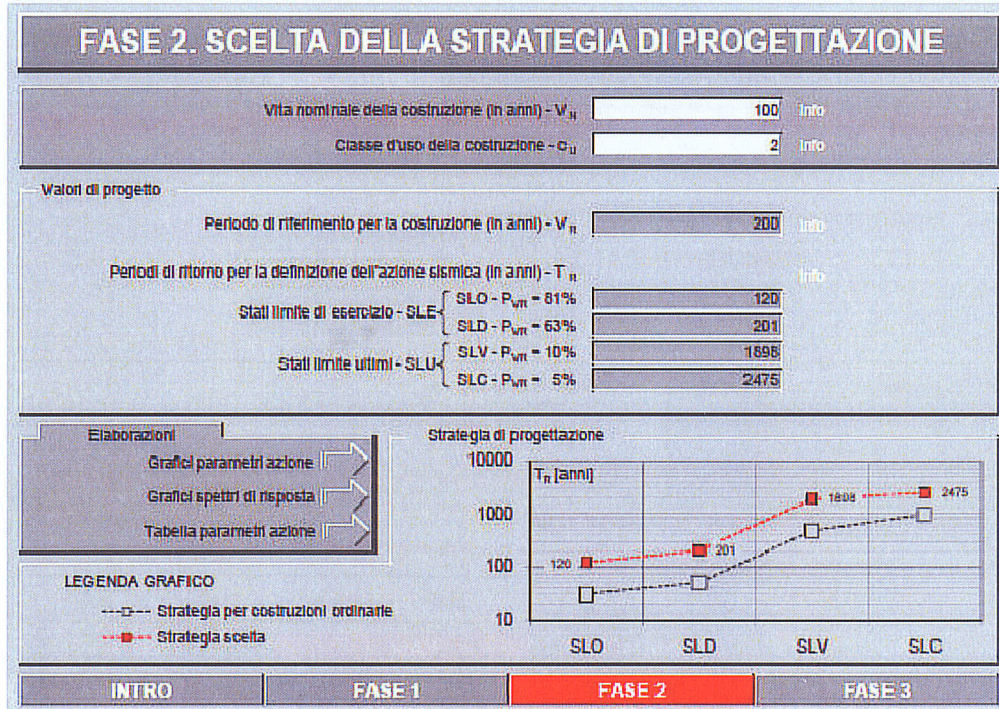 FASE 2. SCELTA DELLA STRATEGIA DI PROGETTAZIONE
Vita nominale della costruzione (in anni) - V_N 100 info
Classe d'uso della costruzione - c_U 2 info
Valori di progetto
Periodo di riferimento per la costruzione (in anni) - V_R 200 info
Periodi di ritorno per la definizione dell'azione sismica (in anni) - T_R info
Stati limite di esercizio - SLE
SLO - P_VR = 81% 120
SLD - P_VR = 63% 201
Stati limite ultimi - SLU
SLV - P_VR = 10% 1898
SLC - P_VR = 5% 2475
Elaborazioni
Grafici parametri azione
Grafici spettri di risposta
Tabella parametri azione
Strategia di progettazione
T_R [anni]
10000
1000
100
10
120
201
1898
2475
SLO SLD SLV SLC
LEGENDA GRAFICO
Strategia per costruzioni ordinarie
Strategia scelta
INTRO FASE 1 FASE 2 FASE 3